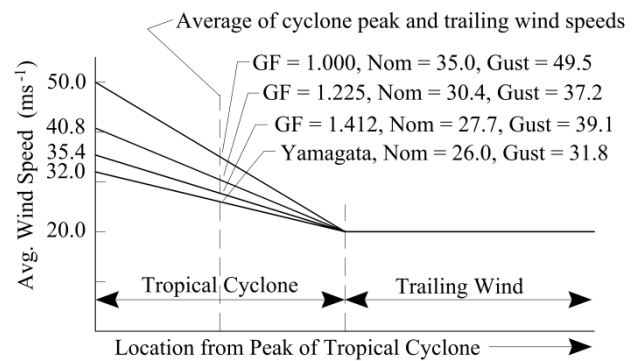 Average of cyclone peak and trailing wind speeds
GF = 1.000, Nom = 35.0, Gust = 49.5
GF = 1.225, Nom = 30.4, Gust = 37.2
GF = 1.412, Nom = 27.7, Gust = 39.1
Yamagata, Nom = 26.0, Gust = 31.8
50.0
40.8
35.4
32.0
20.0
Avg. Wind Speed (ms⁻¹)
Tropical Cyclone
Trailing Wind
Location from Peak of Tropical Cyclone